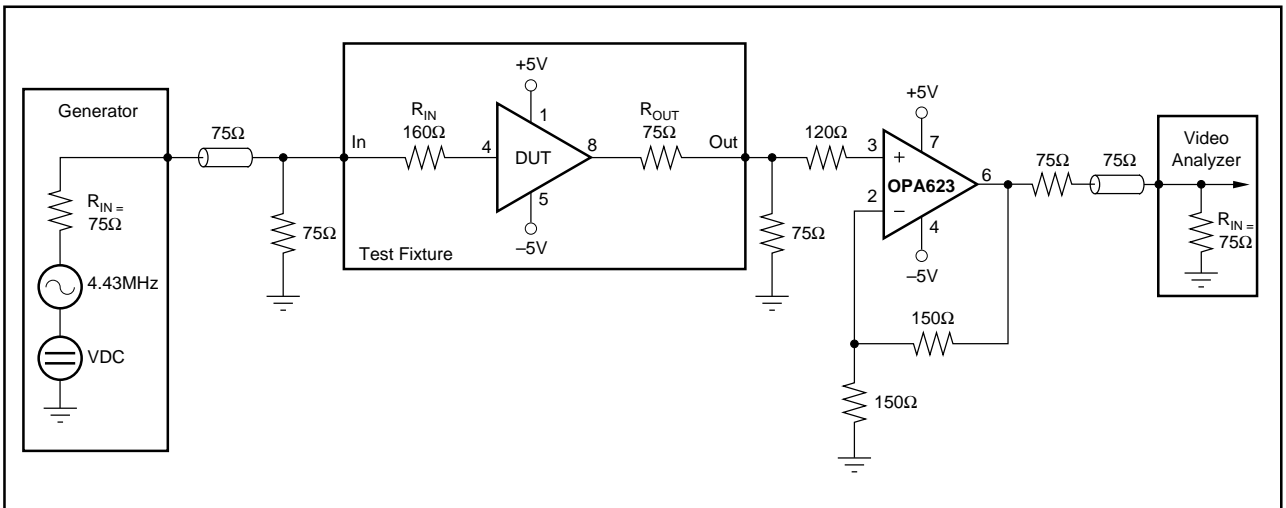 Generator
R_IN =
75Ω
4.43MHz
VDC
75Ω
75Ω
In
R_IN
160Ω
4
+5V
1
DUT
5
–5V
8
R_OUT
75Ω
Out
Test Fixture
75Ω
120Ω
3
+
2
–
+5V
7
OPA623
6
4
–5V
150Ω
150Ω
75Ω
75Ω
Video
Analyzer
R_IN =
75Ω